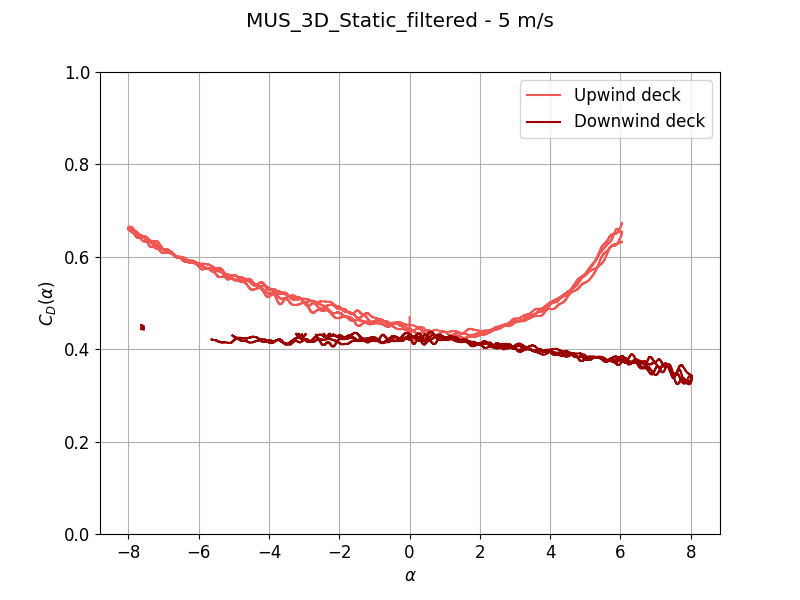 MUS_3D_Static_filtered - 5 m/s
Upwind deck
Downwind deck
1.0
0.8
0.6
0.4
0.2
0.0
C_D(α)
−8 −6 −4 −2 0 2 4 6 8
α